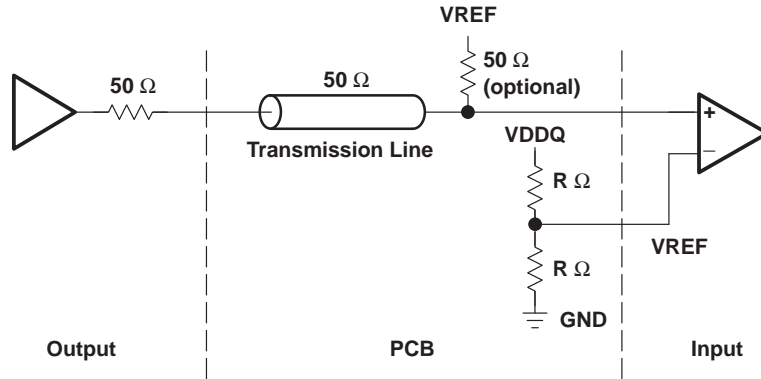 VREF
50 Ω
50 Ω
50 Ω
(optional)
Transmission Line
VDDQ
+
−
R Ω
VREF
R Ω
GND
Output
PCB
Input